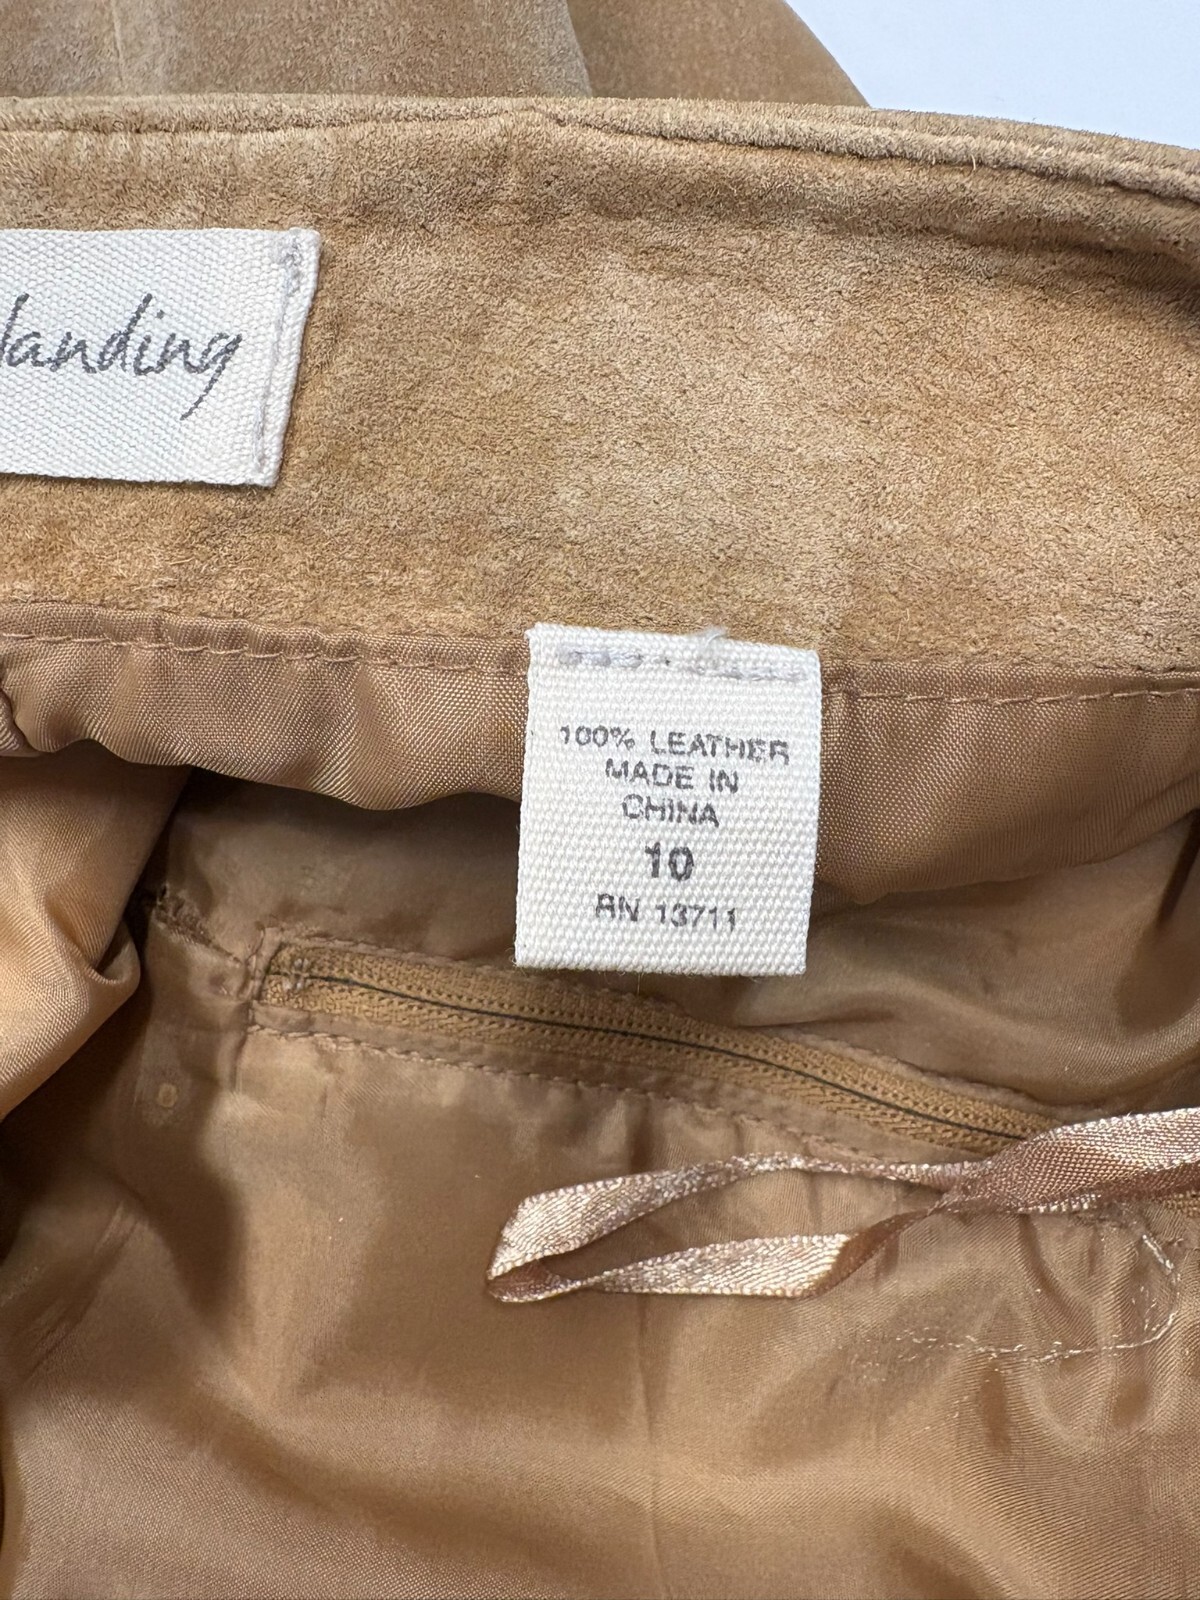 landing
100% LEATHER
MADE IN
CHINA
10
RN 13711